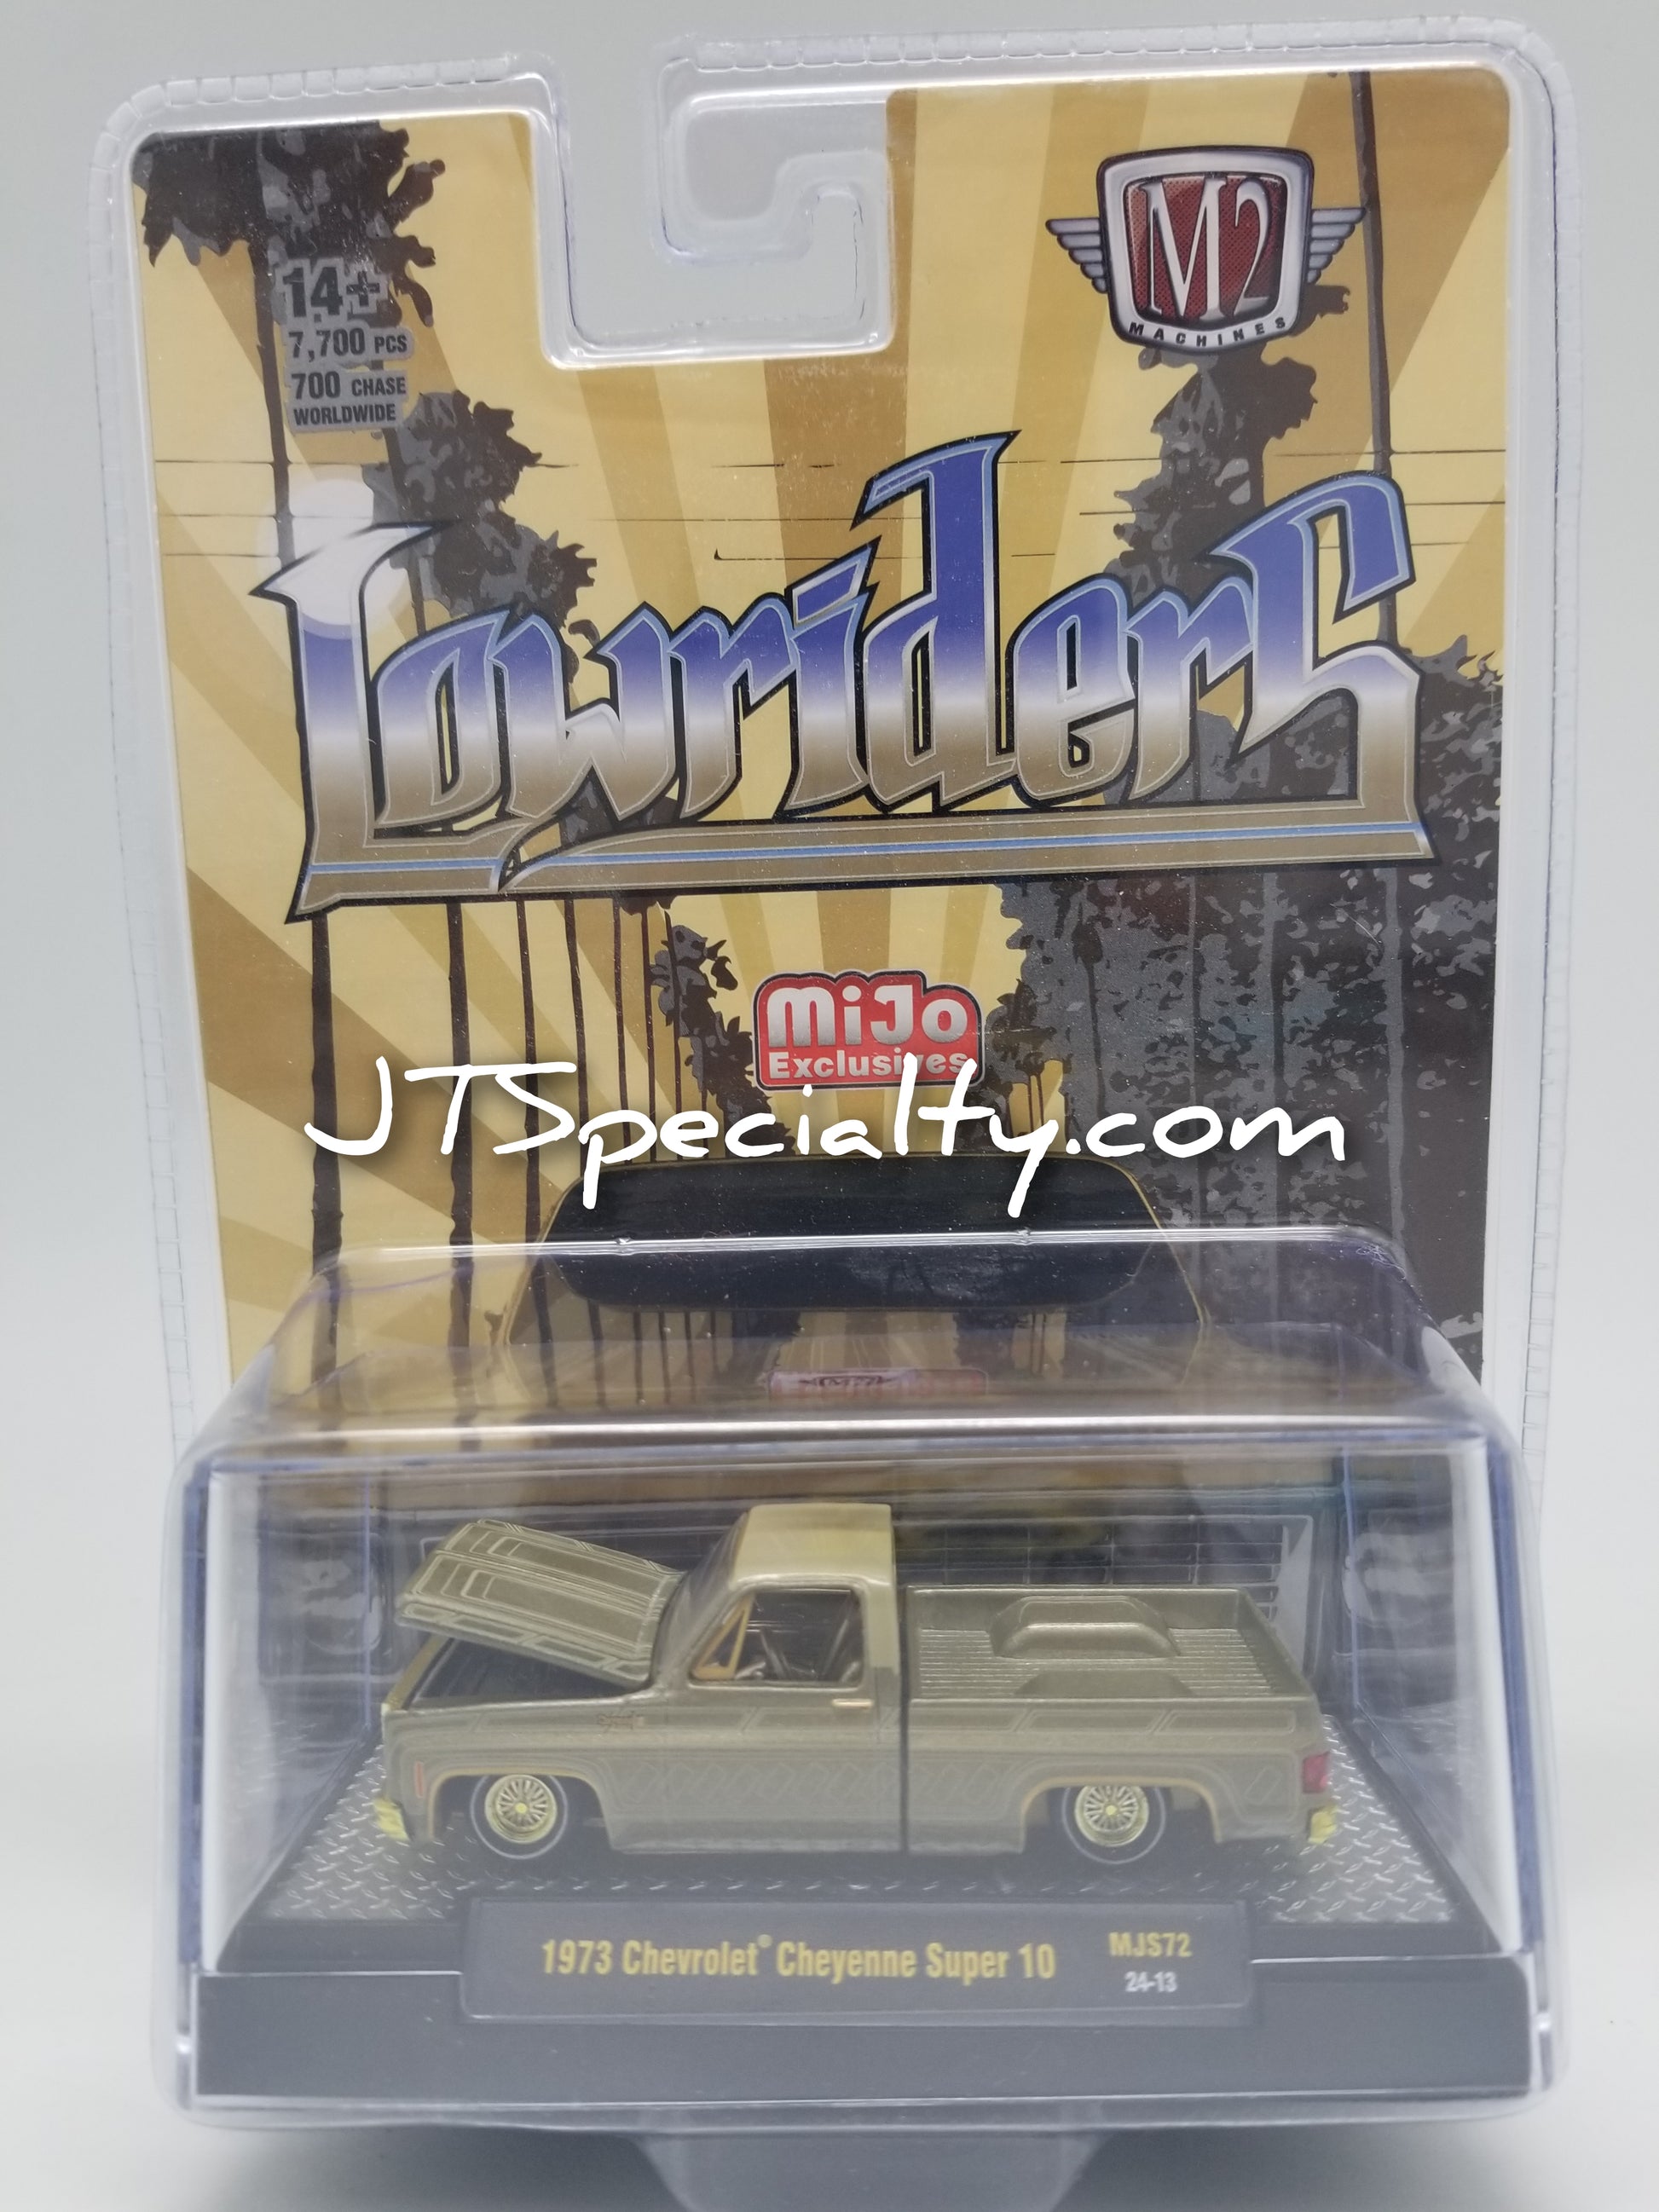 14+
7,700 PCS
700 CHASE
WORLDWIDE
M2
MACHINES
Lowriders
MiJo
Exclusives
JTSpecialty.com
1973 Chevrolet® Cheyenne Super 10
MJS72
24-13